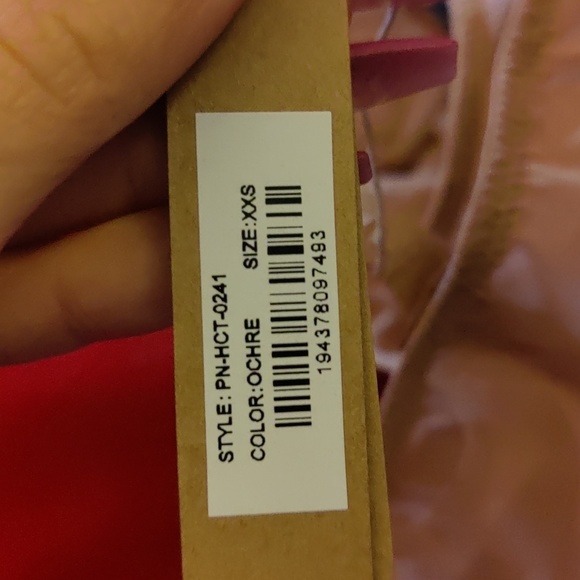 STYLE: PN-HCT-0241
COLOR:OCHRE SIZE:XXS
194378097493